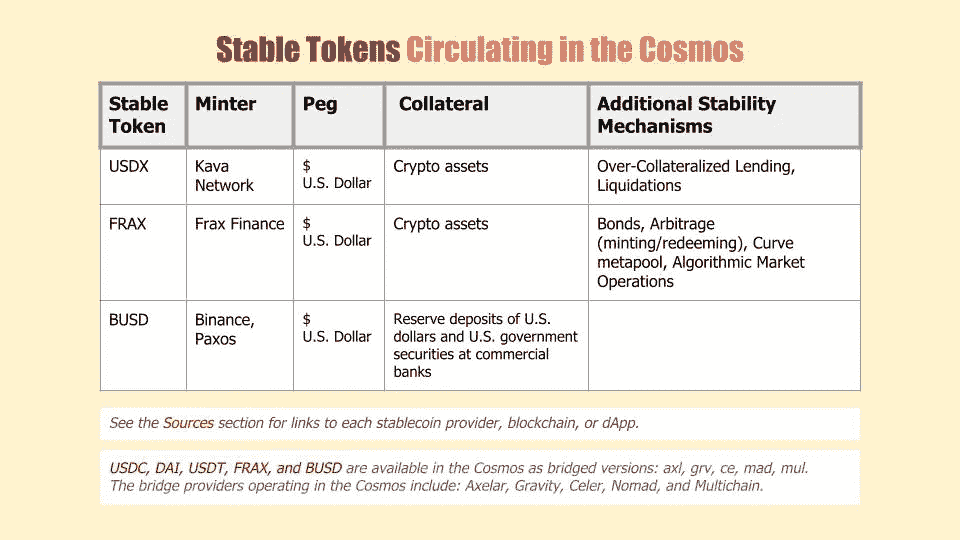 Stable Tokens Circulating in the Cosmos
Stable Token
Minter
Peg
Collateral
Additional Stability Mechanisms
USDX
Kava Network
$
U.S. Dollar
Crypto assets
Over-Collateralized Lending,
Liquidations
FRAX
Frax Finance
$
U.S. Dollar
Crypto assets
Bonds, Arbitrage
(minting/redeeming), Curve
metapool, Algorithmic Market
Operations
BUSD
Binance,
Paxos
$
U.S. Dollar
Reserve deposits of U.S.
dollars and U.S. government
securities at commercial
banks
See the Sources section for links to each stablecoin provider, blockchain, or dApp.
USDC, DAI, USDT, FRAX, and BUSD are available in the Cosmos as bridged versions: axl, grv, ce, mad, mul.
The bridge providers operating in the Cosmos include: Axelar, Gravity, Celer, Nomad, and Multichain.